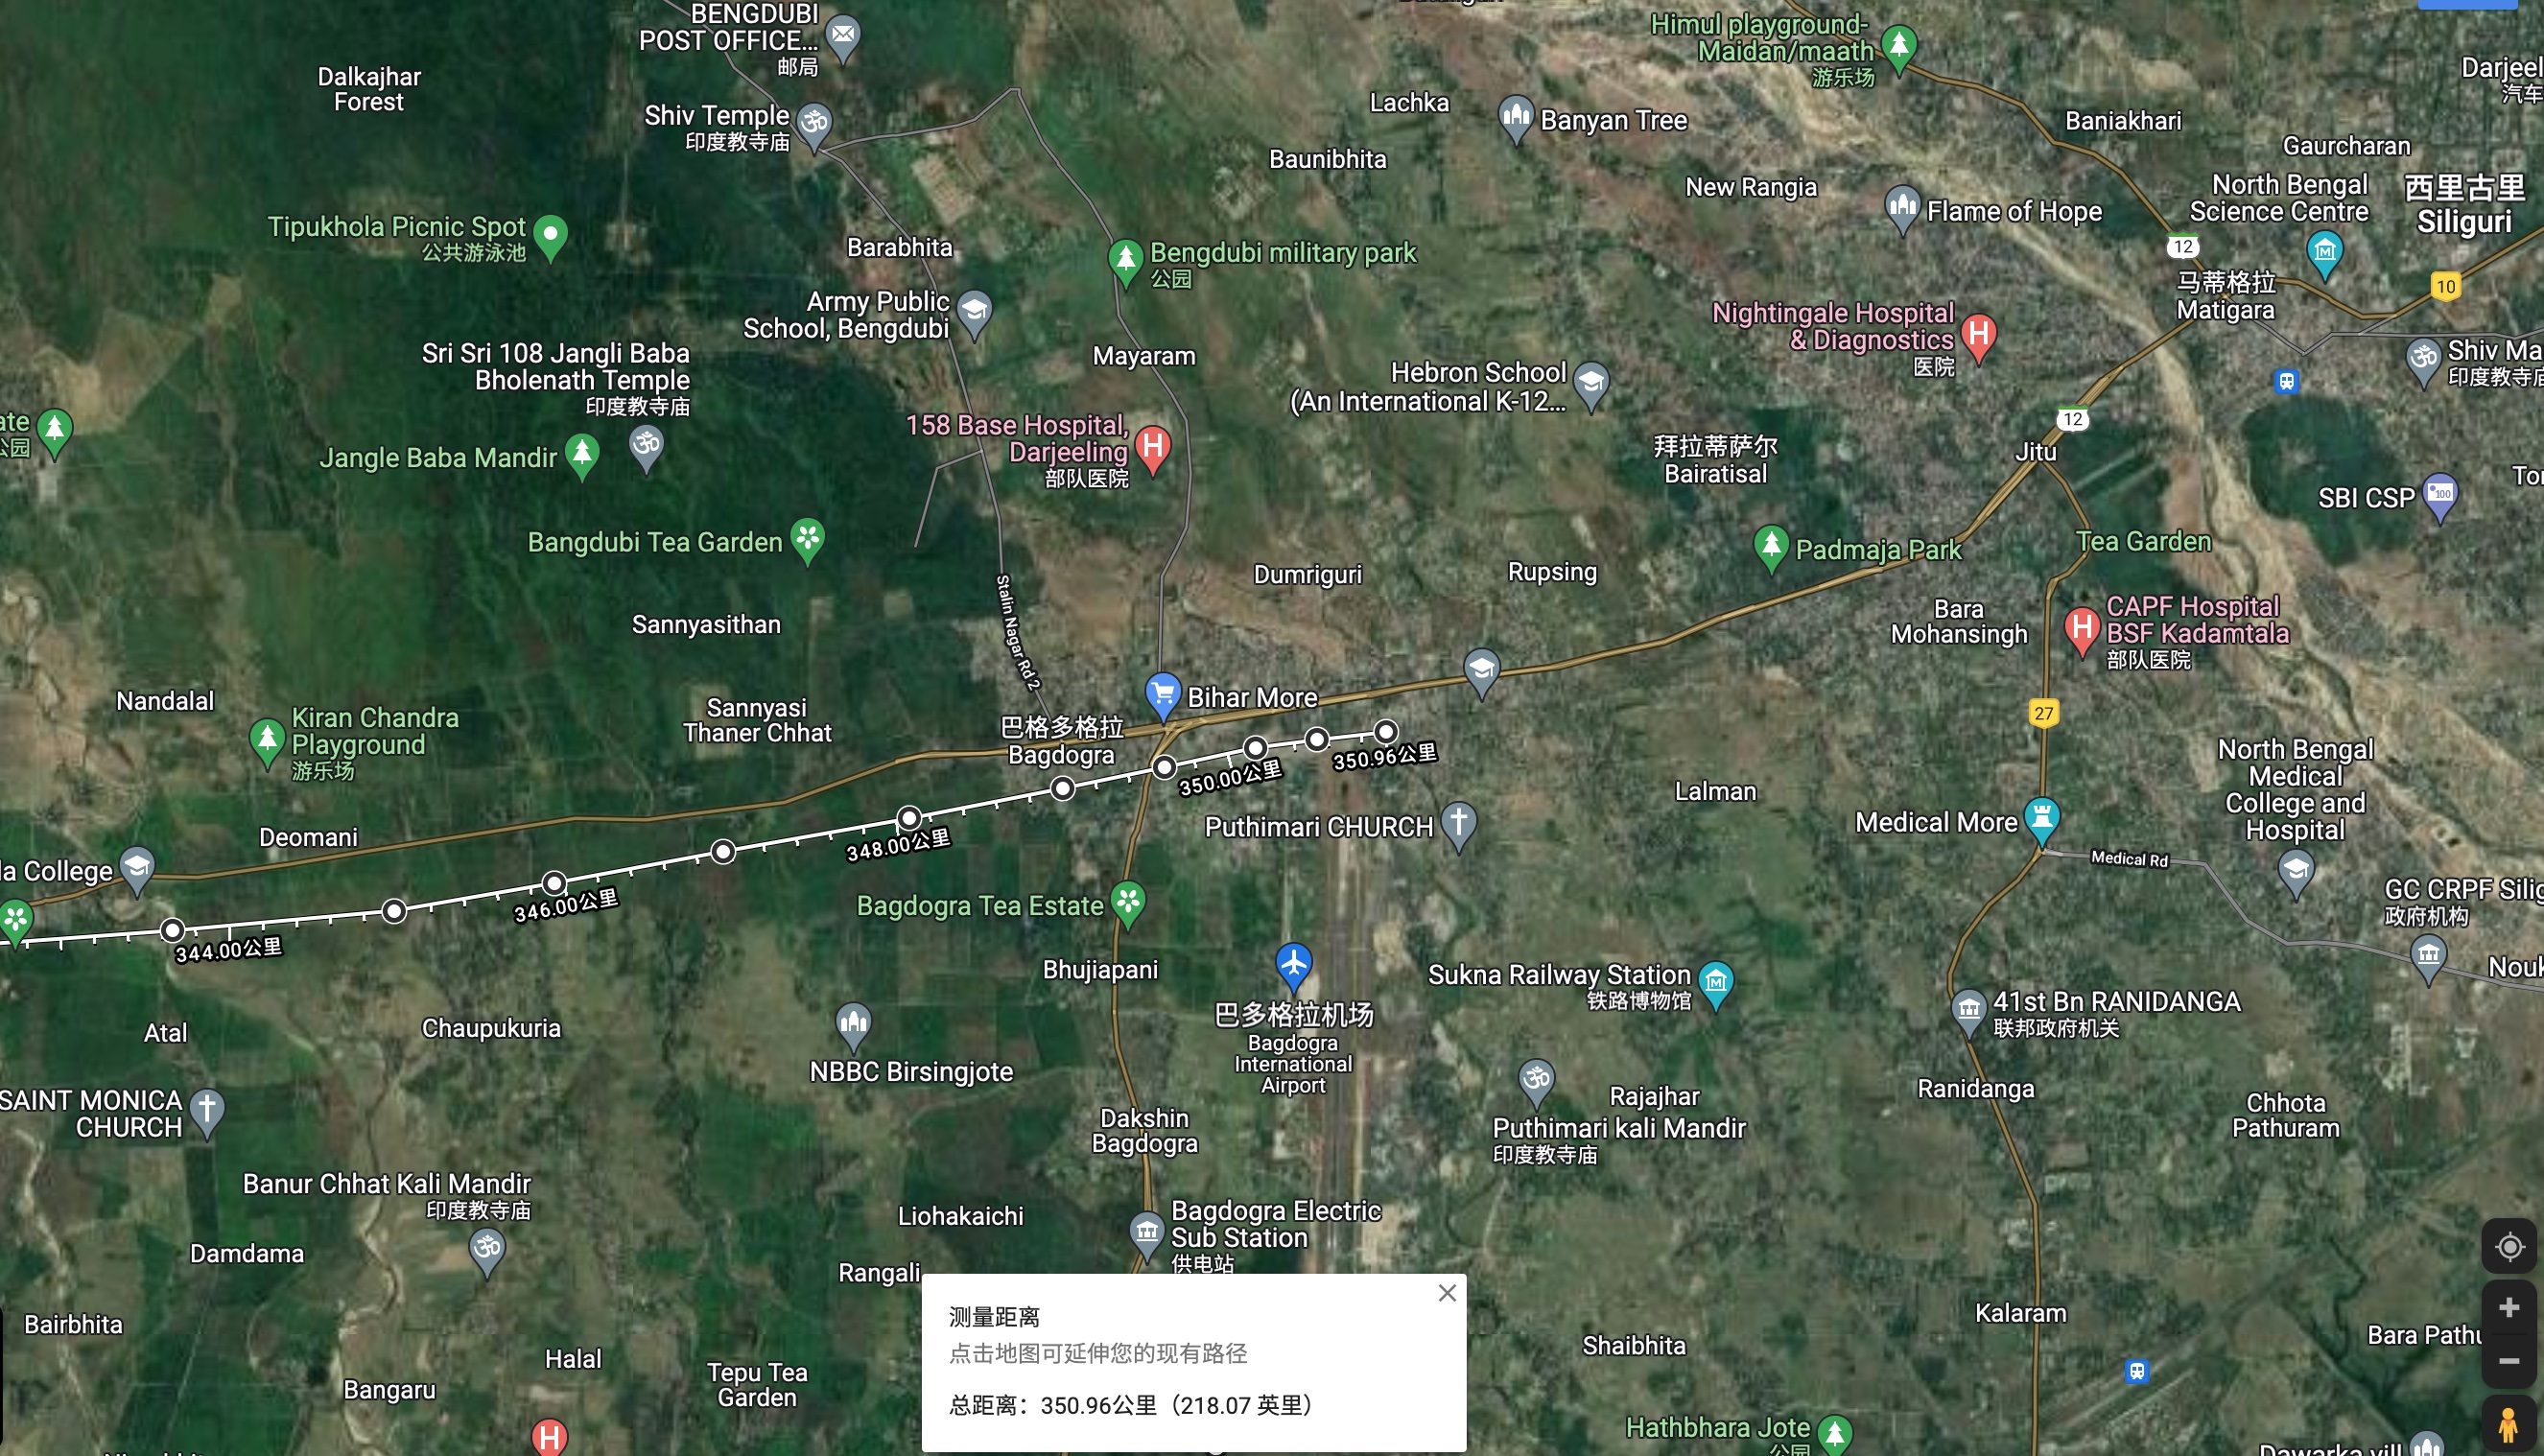 BENGDUBI
POST OFFICE...
邮局
Himul playground-
Maidan/maath
游乐场
Dalkajhar
Forest
Darjeel
汽车
Lachka
Shiv Temple
印度教寺庙
Banyan Tree
Baniakhari
Baunibhita
Gaurcharan
New Rangia
North Bengal
Science Centre
西里古里
Siliguri
Flame of Hope
Tipukhola Picnic Spot
公共游泳池
Barabhita
Bengdubi military park
公园
12
马蒂格拉
Matigara
10
Army Public
School, Bengdubi
Nightingale Hospital
& Diagnostics
医院
Sri Sri 108 Jangli Baba
Bholenath Temple
印度教寺庙
Mayaram
Hebron School
(An International K-12...
Shiv Ma
印度教寺庙
ate
公园
158 Base Hospital,
Darjeeling
部队医院
12
Jangle Baba Mandir
拜拉蒂萨尔
Bairatisal
Jitu
SBI CSP
100
Bangdubi Tea Garden
Padmaja Park
Tea Garden
Dumriguri
Rupsing
Stalin Nagar Rd 2
Sannyasithan
Bara
Mohansingh
CAPF Hospital
BSF Kadamtala
部队医院
Nandalal
Sannyasi
Thaner Chhat
Bihar More
27
Kiran Chandra
Playground
游乐场
巴格多格拉
Bagdogra
350.00公里
350.96公里
North Bengal
Medical
College and
Hospital
Lalman
Deomani
348.00公里
Puthimari CHURCH
Medical More
Medical Rd
la College
346.00公里
Bagdogra Tea Estate
GC CRPF Silig
政府机构
344.00公里
Bhujiapani
Sukna Railway Station
铁路博物馆
Nouk
巴多格拉机场
Bagdogra
International
Airport
41st Bn RANIDANGA
联邦政府机关
Atal
Chaupukuria
NBBC Birsingjote
SAINT MONICA
CHURCH
Rajajhar
Ranidanga
Puthimari kali Mandir
印度教寺庙
Chhota
Pathuram
Dakshin
Bagdogra
Banur Chhat Kali Mandir
印度教寺庙
Liohakaichi
Bagdogra Electric
Sub Station
供电站
Damdama
Rangali
Bairbhita
Kalaram
Halal
Shaibhita
Bara Pathu
Bangaru
Tepu Tea
Garden
测量距离
点击地图可延伸您的现有路径
总距离：350.96公里（218.07 英里）
Hathbhara Jote
公园
Dawarka vill